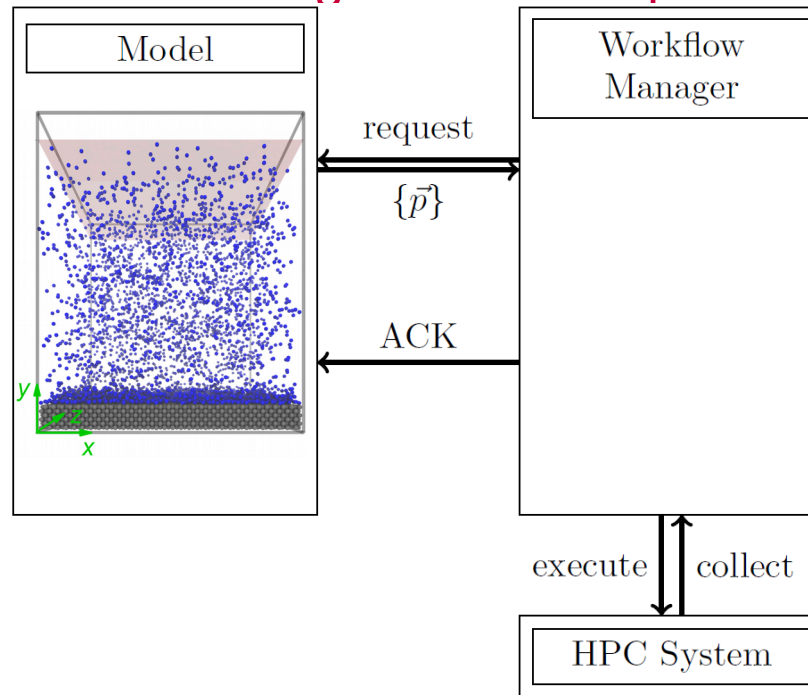 Model
Workflow
Manager
request
{p⃗}
ACK
y
z
x
execute
collect
HPC System